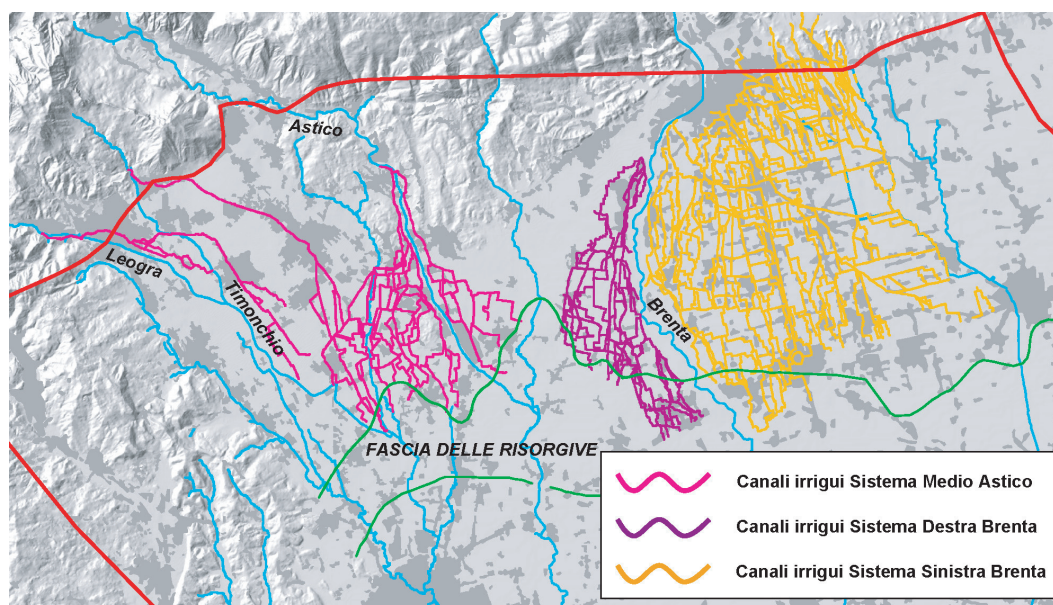 Astico
Leogra
Timonchio
Brenta
FASCIA DELLE RISORGIVE
Canali irrigui Sistema Medio Astico
Canali irrigui Sistema Destra Brenta
Canali irrigui Sistema Sinistra Brenta